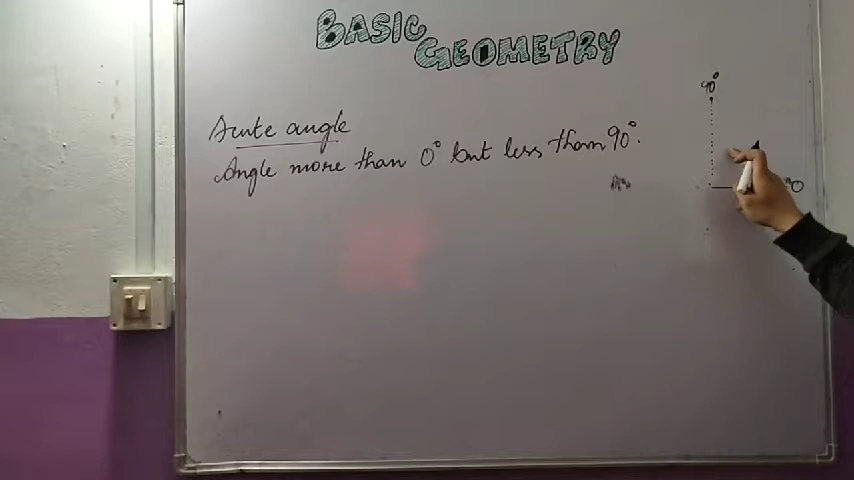 BASIC
GEOMETRY
90°
Acute angle
Angle more than 0° but less than 90°.
0